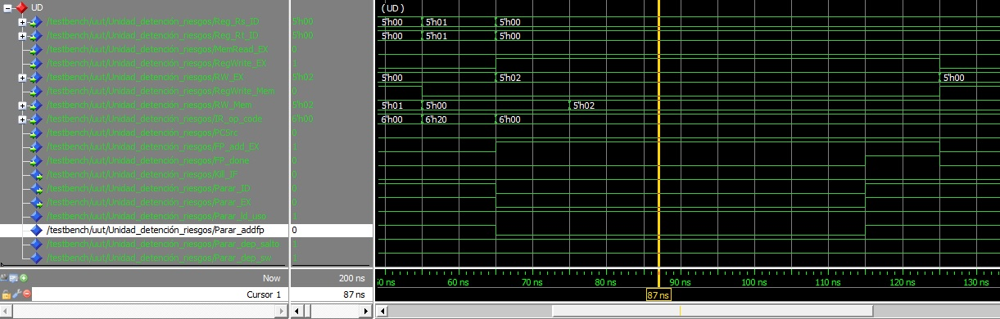 UD (UD)
/testbench/uut/Unidad_detención_riesgos/Reg_Rs_ID 5'h00 5'h00 5'h01 5'h00
/testbench/uut/Unidad_detención_riesgos/Reg_Rt_ID 5'h00 5'h00 5'h01 5'h00
/testbench/uut/Unidad_detención_riesgos/MemRead_EX 0
/testbench/uut/Unidad_detención_riesgos/RegWrite_EX 1
/testbench/uut/Unidad_detención_riesgos/RW_EX 5'h02 5'h00 5'h02 5'h00
/testbench/uut/Unidad_detención_riesgos/RegWrite_Mem 0
/testbench/uut/Unidad_detención_riesgos/RW_Mem 5'h02 5'h01 5'h00 5'h02
/testbench/uut/Unidad_detención_riesgos/IR_op_code 6'h00 6'h00 6'h20 6'h00
/testbench/uut/Unidad_detención_riesgos/PCSrc 0
/testbench/uut/Unidad_detención_riesgos/FP_add_EX 1
/testbench/uut/Unidad_detención_riesgos/FP_done 0
/testbench/uut/Unidad_detención_riesgos/Kill_IF 0
/testbench/uut/Unidad_detención_riesgos/Parar_ID 0
/testbench/uut/Unidad_detención_riesgos/Parar_EX 0
/testbench/uut/Unidad_detención_riesgos/Parar_ld_uso 1
/testbench/uut/Unidad_detención_riesgos/Parar_addfp 0
/testbench/uut/Unidad_detención_riesgos/Parar_dep_salto 1
/testbench/uut/Unidad_detención_riesgos/Parar_dep_sw 1
Now 200 ns ns 60 ns 70 ns 80 ns 90 ns 100 ns 110 ns 120 ns 130 ns
Cursor 1 87 ns 87 ns